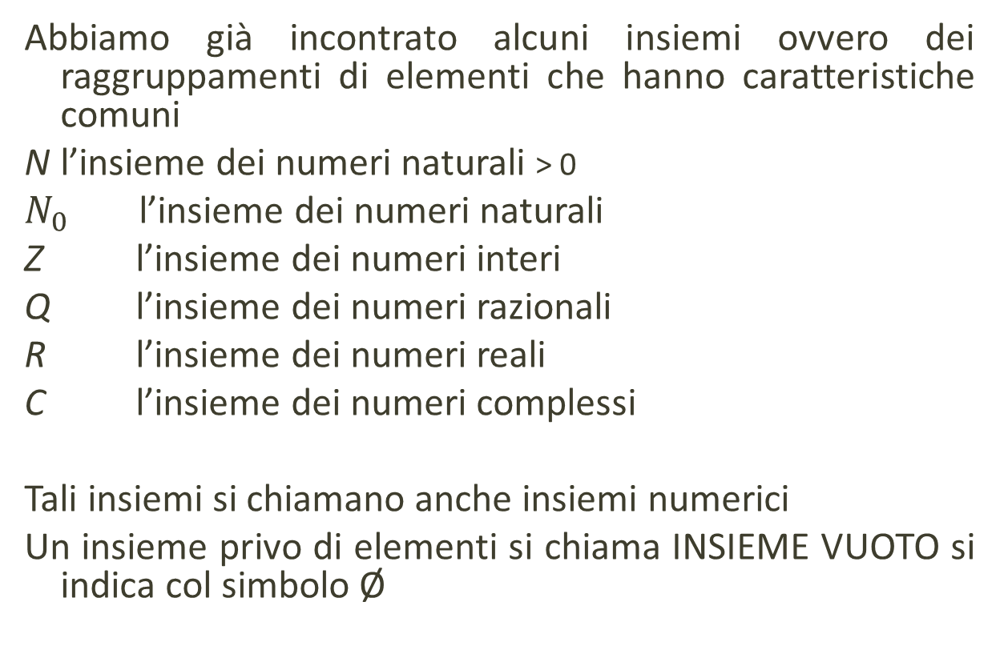 Abbiamo già incontrato alcuni insiemi ovvero dei
raggruppamenti di elementi che hanno caratteristiche
comuni
N l’insieme dei numeri naturali > 0
N₀ l’insieme dei numeri naturali
Z l’insieme dei numeri interi
Q l’insieme dei numeri razionali
R l’insieme dei numeri reali
C l’insieme dei numeri complessi
Tali insiemi si chiamano anche insiemi numerici
Un insieme privo di elementi si chiama INSIEME VUOTO si
indica col simbolo Ø